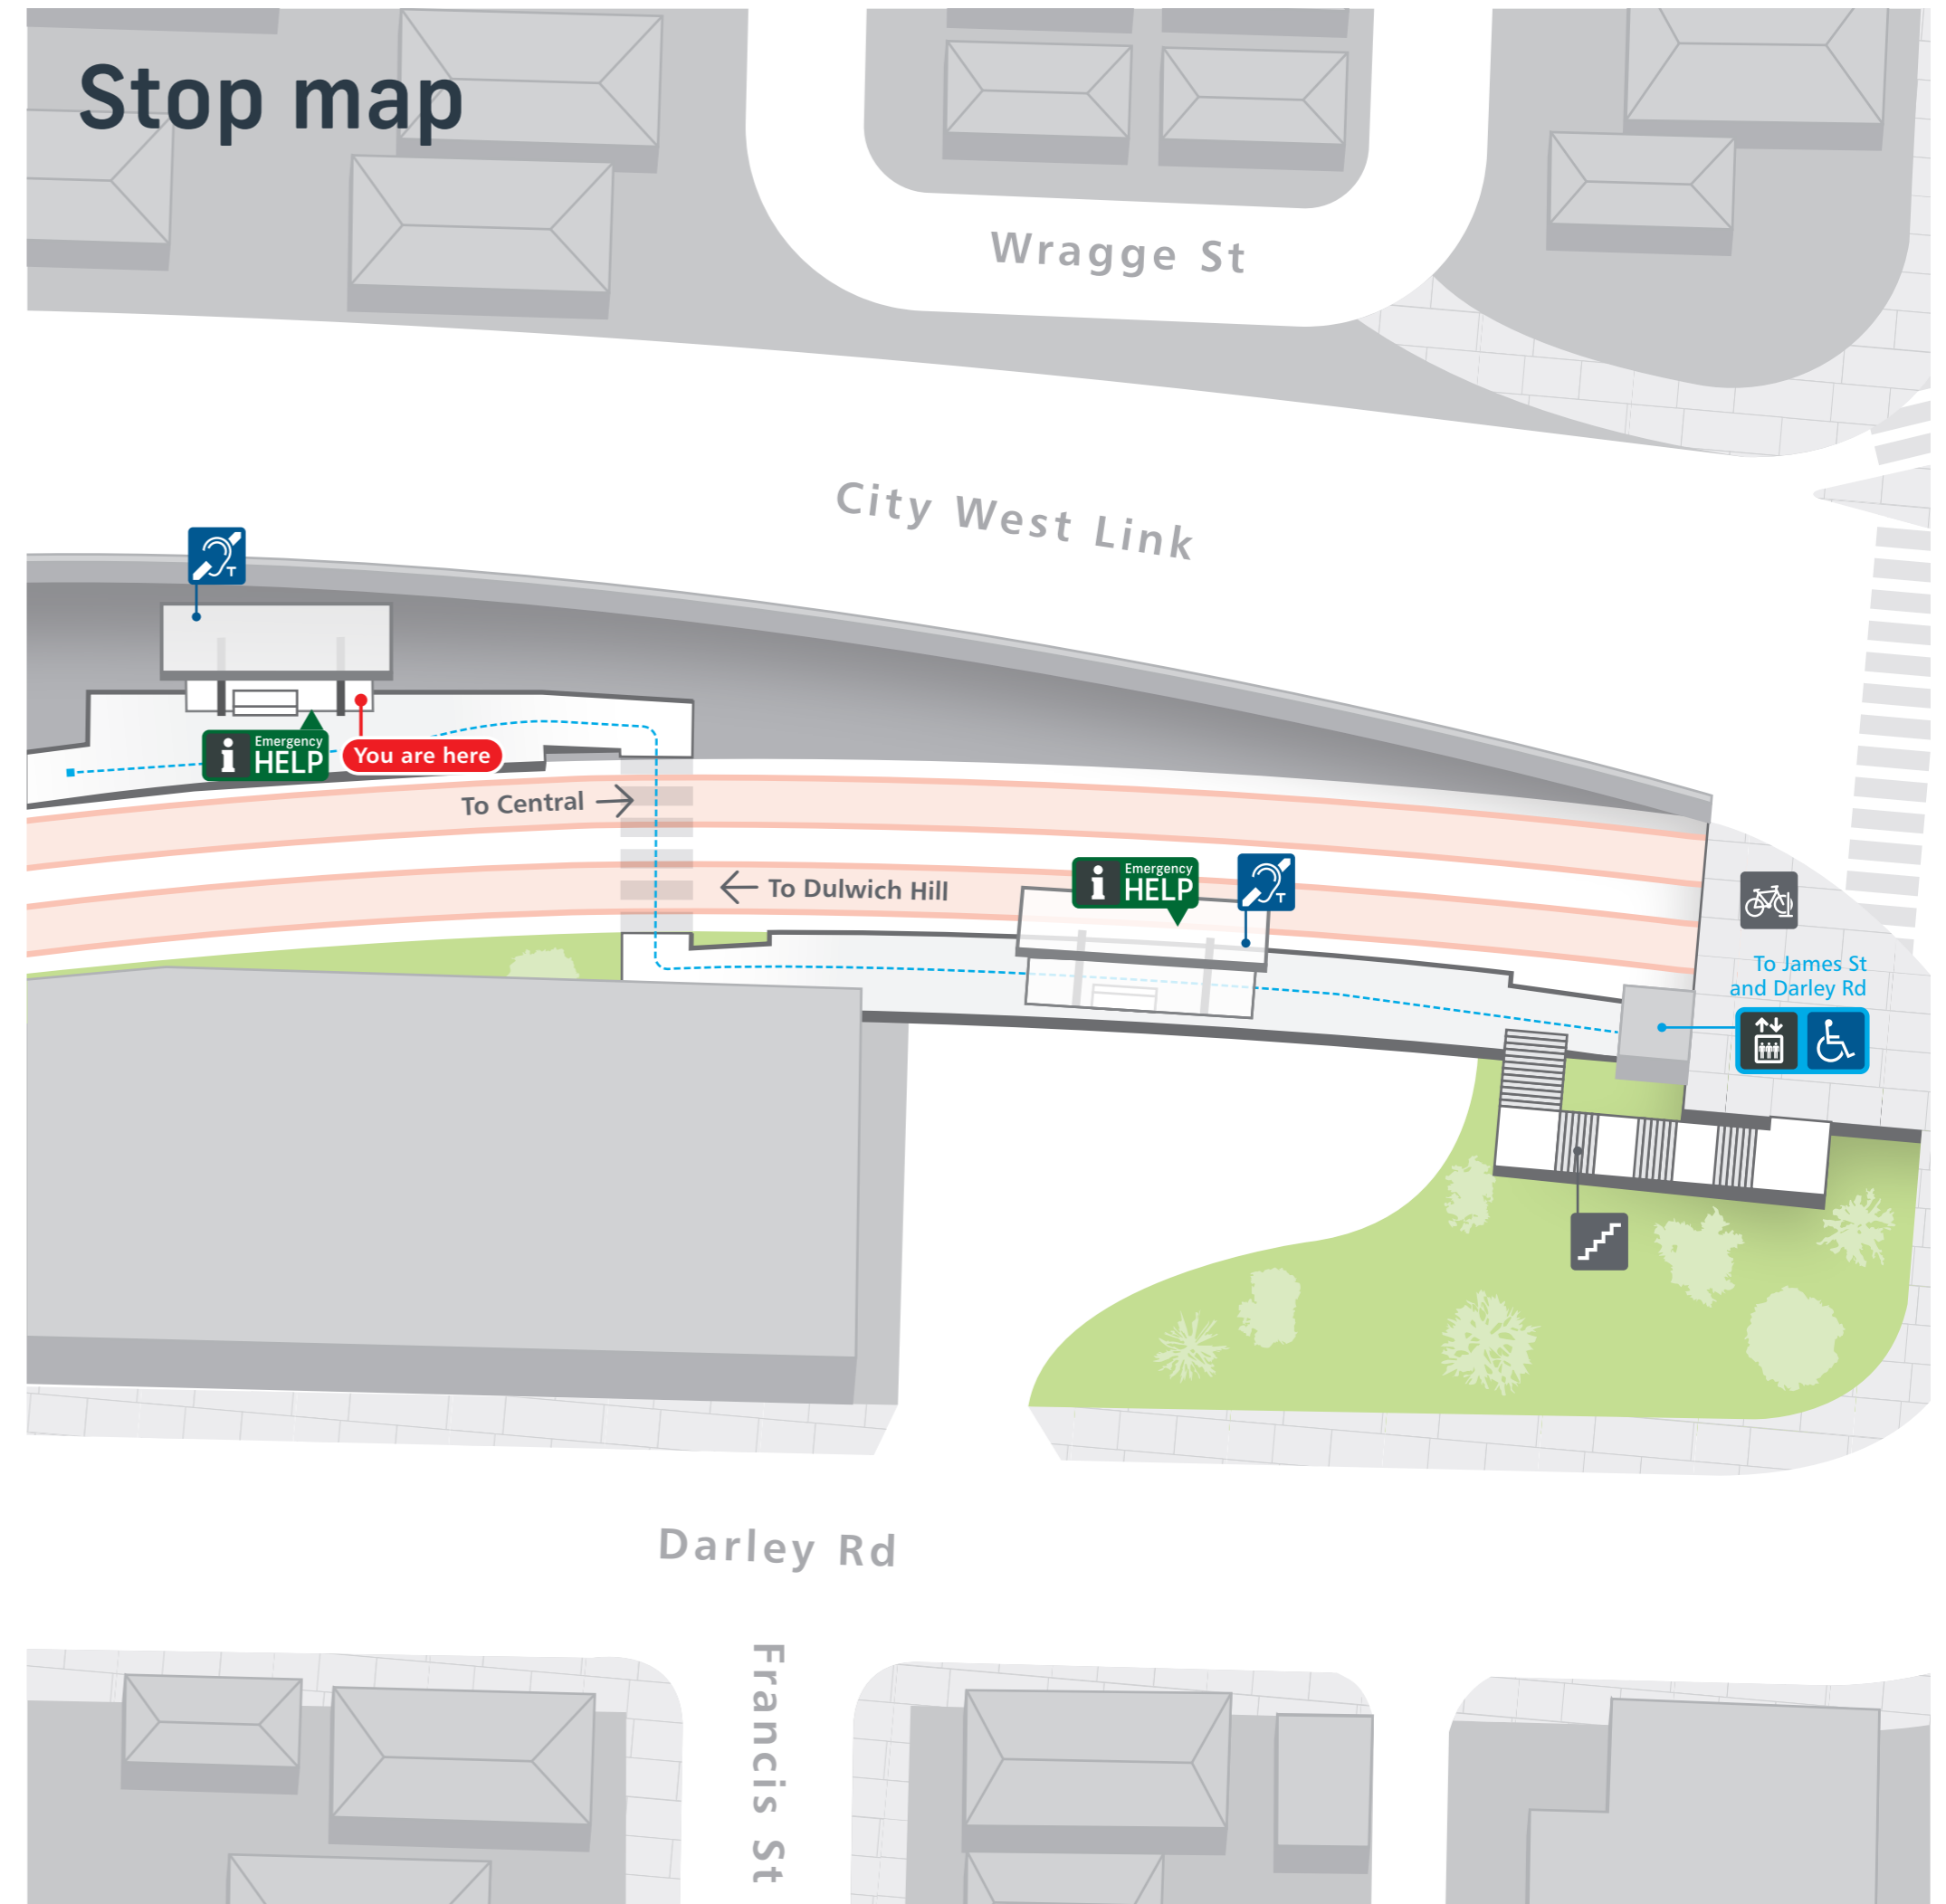 Stop map
Wragge St
City West Link
Emergency
HELP
You are here
To Central
To Dulwich Hill
Emergency
HELP
T
T
To James St
and Darley Rd
Darley Rd
Francis St